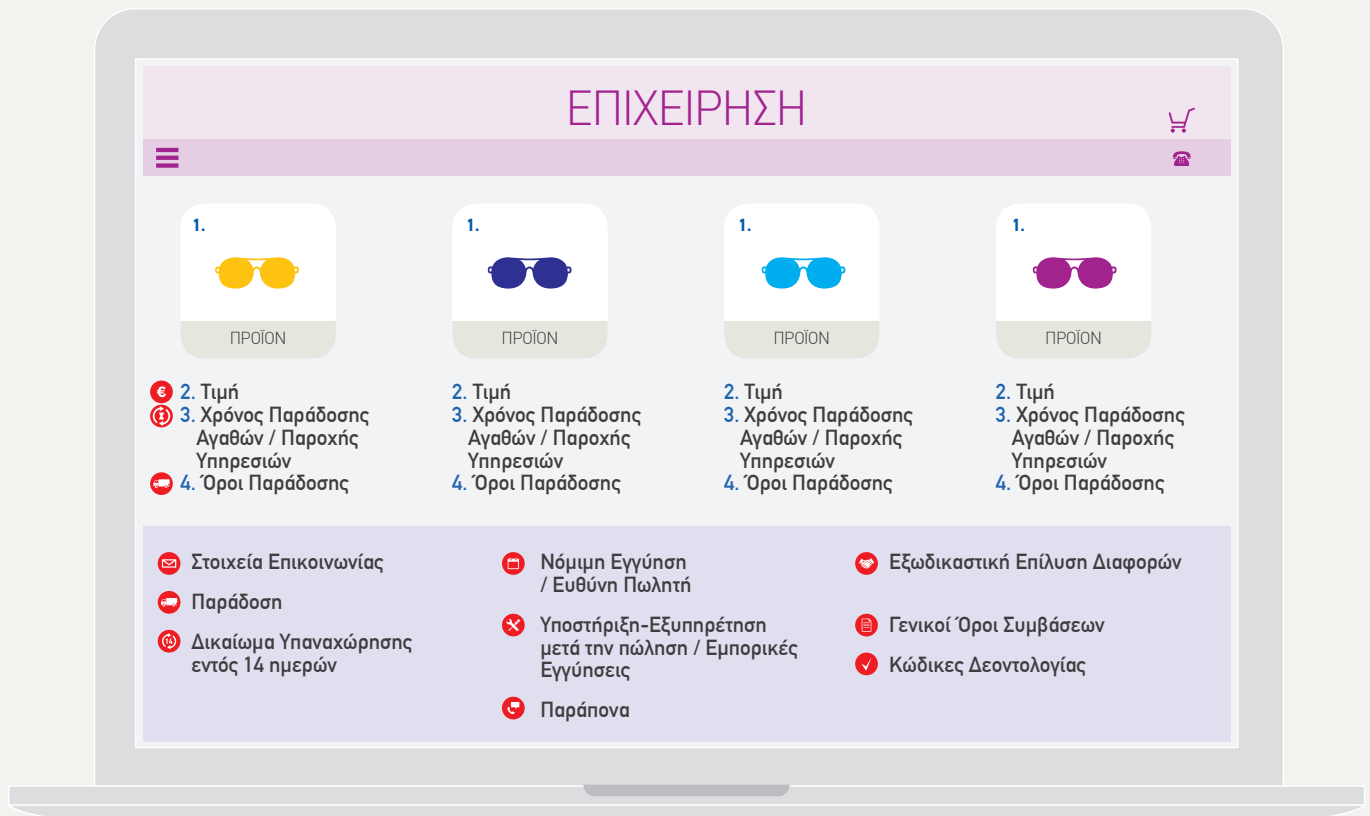 ΕΠΙΧΕΙΡΗΣΗ
1.
ΠΡΟΪΟΝ
2. Τιμή
3. Χρόνος Παράδοσης
Αγαθών / Παροχής
Υπηρεσιών
4. Όροι Παράδοσης
1.
ΠΡΟΪΟΝ
2. Τιμή
3. Χρόνος Παράδοσης
Αγαθών / Παροχής
Υπηρεσιών
4. Όροι Παράδοσης
1.
ΠΡΟΪΟΝ
2. Τιμή
3. Χρόνος Παράδοσης
Αγαθών / Παροχής
Υπηρεσιών
4. Όροι Παράδοσης
1.
ΠΡΟΪΟΝ
2. Τιμή
3. Χρόνος Παράδοσης
Αγαθών / Παροχής
Υπηρεσιών
4. Όροι Παράδοσης
€
Στοιχεία Επικοινωνίας
Παράδοση
14
Δικαίωμα Υπαναχώρησης
εντός 14 ημερών
Νόμιμη Εγγύηση
/ Ευθύνη Πωλητή
Υποστήριξη-Εξυπηρέτηση
μετά την πώληση / Εμπορικές
Εγγύησεις
Παράπονα
Εξωδικαστική Επίλυση Διαφορών
Γενικοί Όροι Συμβάσεων
Κώδικες Δεοντολογίας